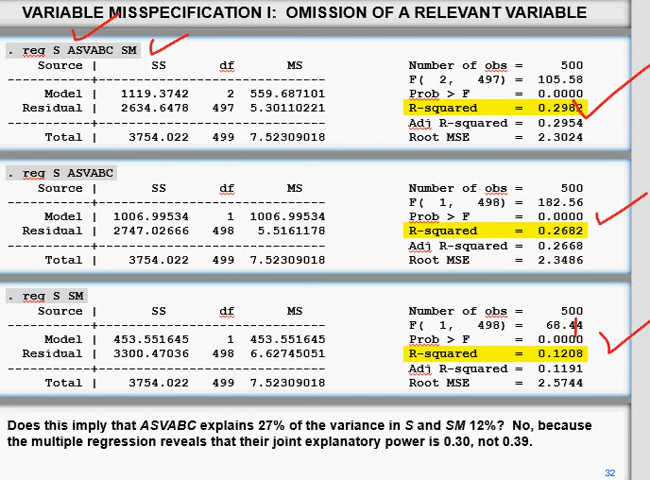 VARIABLE MISSPECIFICATION I: OMISSION OF A RELEVANT VARIABLE
. reg S ASVABC SM
Source | SS df MS Number of obs = 500
-------------+------------------------------ F( 2, 497) = 105.58
Model | 1119.3742 2 559.687101 Prob > F = 0.0000
Residual | 2634.6478 497 5.30110221 R-squared = 0.2982
-------------+------------------------------ Adj R-squared = 0.2954
Total | 3754.022 499 7.52309018 Root MSE = 2.3024
. reg S ASVABC
Source | SS df MS Number of obs = 500
-------------+------------------------------ F( 1, 498) = 182.56
Model | 1006.99534 1 1006.99534 Prob > F = 0.0000
Residual | 2747.02666 498 5.5161178 R-squared = 0.2682
-------------+------------------------------ Adj R-squared = 0.2668
Total | 3754.022 499 7.52309018 Root MSE = 2.3486
. reg S SM
Source | SS df MS Number of obs = 500
-------------+------------------------------ F( 1, 498) = 68.44
Model | 453.551645 1 453.551645 Prob > F = 0.0000
Residual | 3300.47036 498 6.62745051 R-squared = 0.1208
-------------+------------------------------ Adj R-squared = 0.1191
Total | 3754.022 499 7.52309018 Root MSE = 2.5744
Does this imply that ASVABC explains 27% of the variance in S and SM 12%? No, because
the multiple regression reveals that their joint explanatory power is 0.30, not 0.39.
32